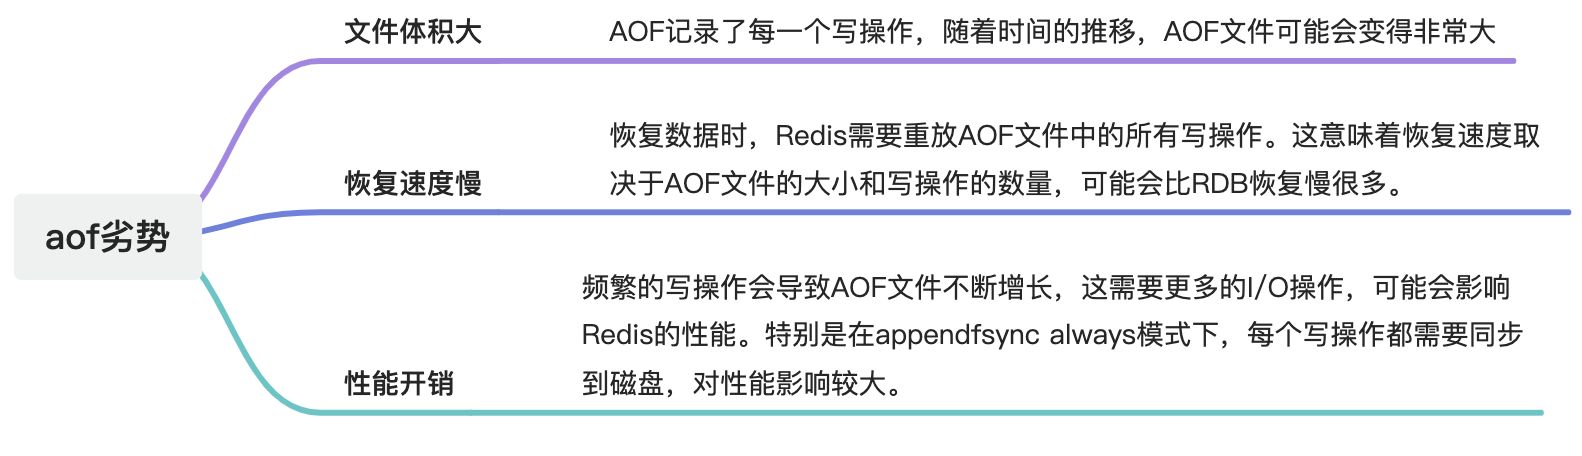 aof劣势
文件体积大
AOF记录了每一个写操作，随着时间的推移，AOF文件可能会变得非常大
恢复速度慢
恢复数据时，Redis需要重放AOF文件中的所有写操作。这意味着恢复速度取
决于AOF文件的大小和写操作的数量，可能会比RDB恢复慢很多。
性能开销
频繁的写操作会导致AOF文件不断增长，这需要更多的I/O操作，可能会影响
Redis的性能。特别是在appendfsync always模式下，每个写操作都需要同步
到磁盘，对性能影响较大。